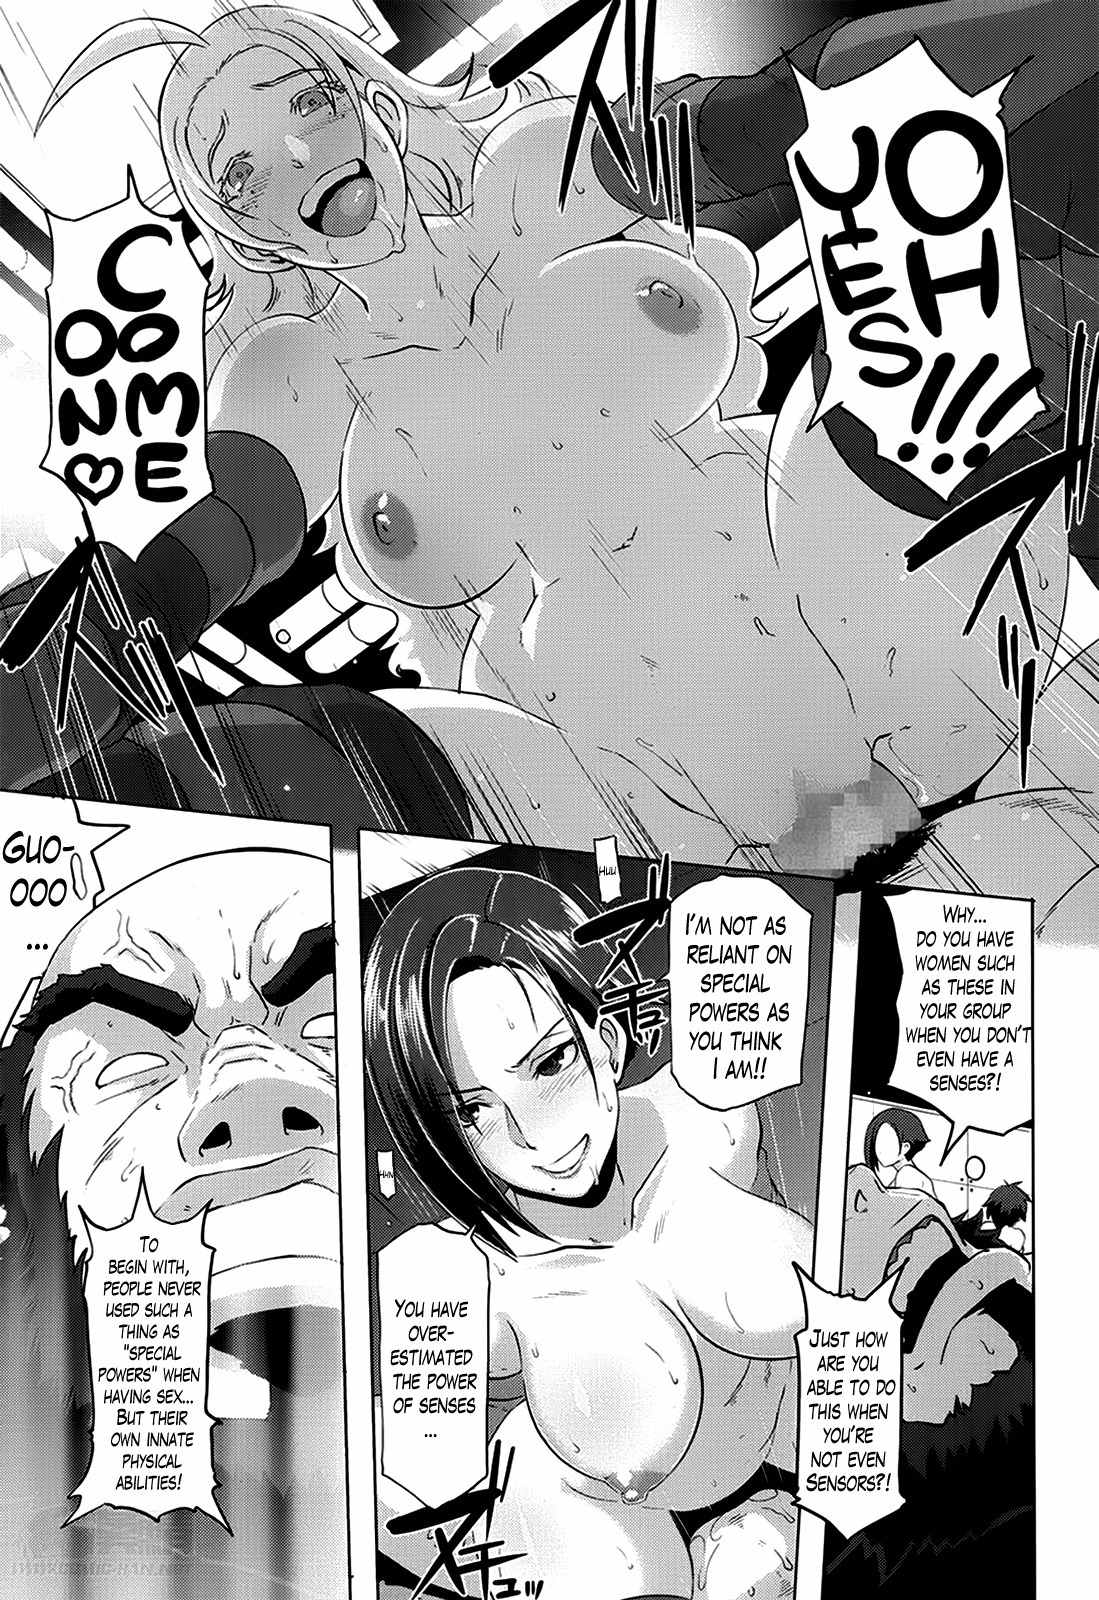 OH
YES!!!
COME
ON♡
WHY...
DO YOU HAVE
WOMEN SUCH
AS THESE IN
YOUR GROUP
WHEN YOU DON'T
EVEN HAVE A
SENSES?!
JUST HOW
ARE YOU
ABLE TO DO
THIS WHEN
YOU'RE
NOT EVEN
SENSORS?!
HUU
I'M NOT AS
RELIANT ON
SPECIAL
POWERS AS
YOU THINK
I AM!!
HHN
YOU HAVE
OVER-
ESTIMATED
THE POWER
OF SENSES
...
GUO-
OOO
...
TO
BEGIN WITH,
PEOPLE NEVER
USED SUCH A
THING AS
"SPECIAL
POWERS" WHEN
HAVING SEX...
BUT THEIR
OWN INNATE
PHYSICAL
ABILITIES!